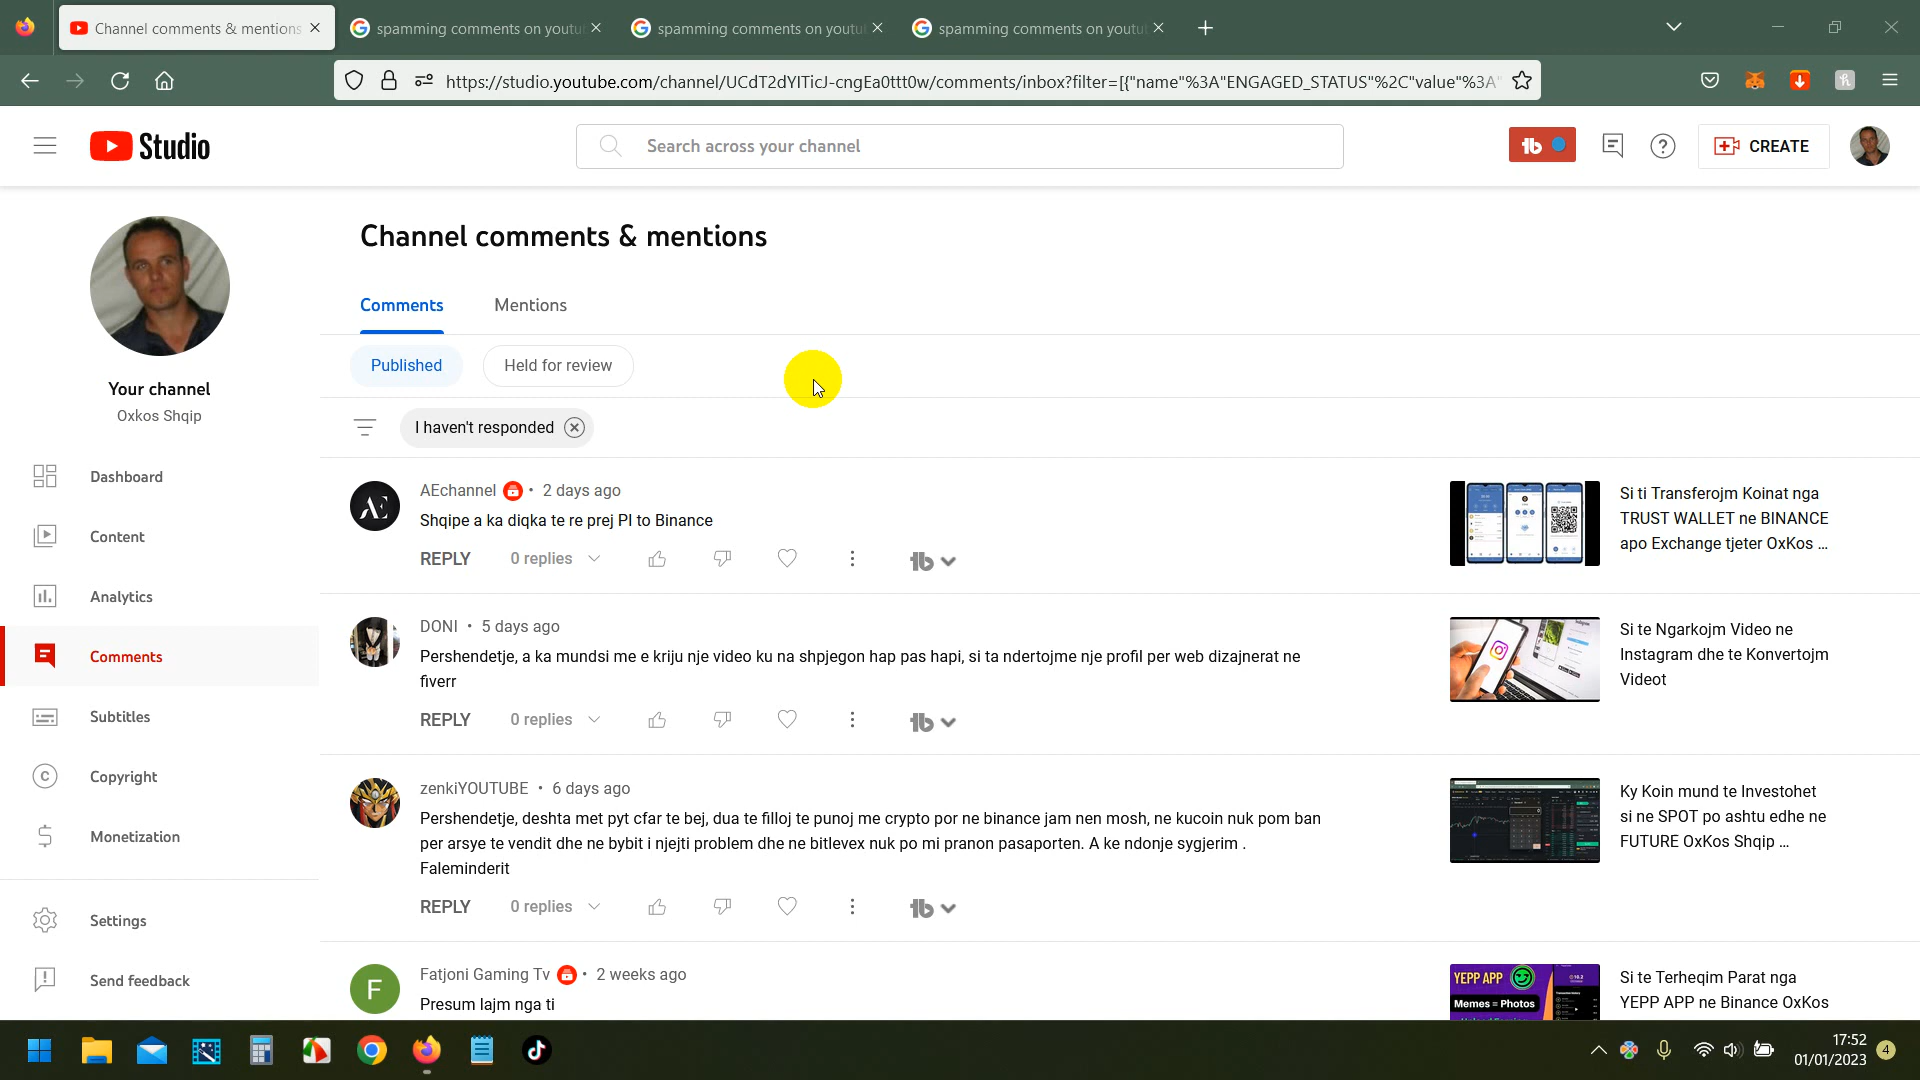 Channel comments & mentions
spamming comments on youtu
spamming comments on youtu
spamming comments on youtu
https://studio.youtube.com/channel/UCdT2dYlTicJ-cngEa0ttt0w/comments/inbox?filter=[{"name"%3A"ENGAGED_STATUS"%2C"value"%3A"
Studio
Search across your channel
CREATE
Your channel
Oxkos Shqip
Dashboard
Content
Analytics
Comments
Subtitles
Copyright
Monetization
Settings
Send feedback
Channel comments & mentions
Comments
Mentions
Published
Held for review
I haven't responded
AEchannel • 2 days ago
Shqipe a ka diqka te re prej PI to Binance
REPLY 0 replies
Si ti Transferojm Koinat nga
TRUST WALLET ne BINANCE
apo Exchange tjeter OxKos ...
DONI • 5 days ago
Pershendetje, a ka mundsi me e kriju nje video ku na shpjegon hap pas hapi, si ta ndertojme nje profil per web dizajnerat ne
fiverr
REPLY 0 replies
Si te Ngarkojm Video ne
Instagram dhe te Konvertojm
Videot
zenkiYOUTUBE • 6 days ago
Pershendetje, deshta met pyt cfar te bej, dua te filloj te punoj me crypto por ne binance jam nen mosh, ne kucoin nuk pom ban
per arsye te vendit dhe ne bybit i njejti problem dhe ne bitlevex nuk po mi pranon pasaporten. A ke ndonje sygjerim .
Faleminderit
REPLY 0 replies
Ky Koin mund te Investohet
si ne SPOT po ashtu edhe ne
FUTURE OxKos Shqip ...
F
Fatjoni Gaming Tv • 2 weeks ago
Presum lajm nga ti
YEPP APP
Memes = Photos
Si te Terheqim Parat nga
YEPP APP ne Binance OxKos
17:52
01/01/2023
4